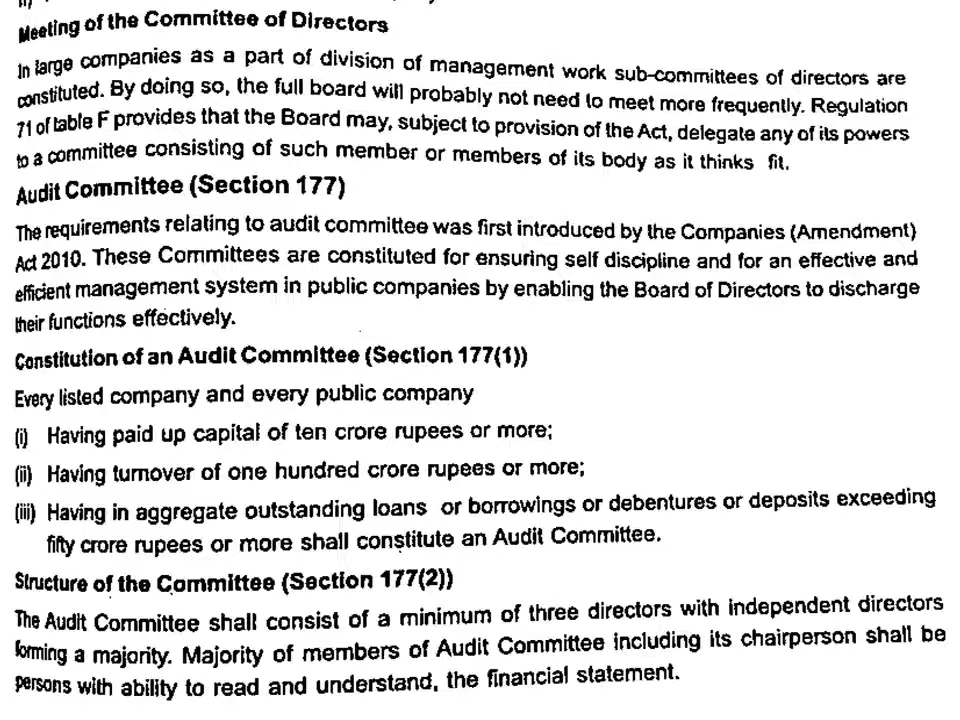 Meeting of the Committee of Directors
In large companies as a part of division of management work sub-committees of directors are
constituted. By doing so, the full board will probably not need to meet more frequently. Regulation
71 of table F provides that the Board may, subject to provision of the Act, delegate any of its powers
to a committee consisting of such member or members of its body as it thinks fit.
Audit Committee (Section 177)
The requirements relating to audit committee was first introduced by the Companies (Amendment)
Act 2010. These Committees are constituted for ensuring self discipline and for an effective and
efficient management system in public companies by enabling the Board of Directors to discharge
their functions effectively.
Constitution of an Audit Committee (Section 177(1))
Every listed company and every public company
(i) Having paid up capital of ten crore rupees or more;
(ii) Having turnover of one hundred crore rupees or more;
(iii) Having in aggregate outstanding loans or borrowings or debentures or deposits exceeding
fifty crore rupees or more shall constitute an Audit Committee.
Structure of the Committee (Section 177(2))
The Audit Committee shall consist of a minimum of three directors with independent directors
forming a majority. Majority of members of Audit Committee including its chairperson shall be
persons with ability to read and understand, the financial statement.